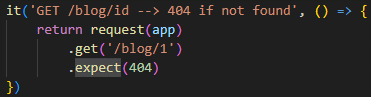 it('GET /blog/id --> 404 if not found', () => {
    return request(app)
        .get('/blog/1')
        .expect(404)
})